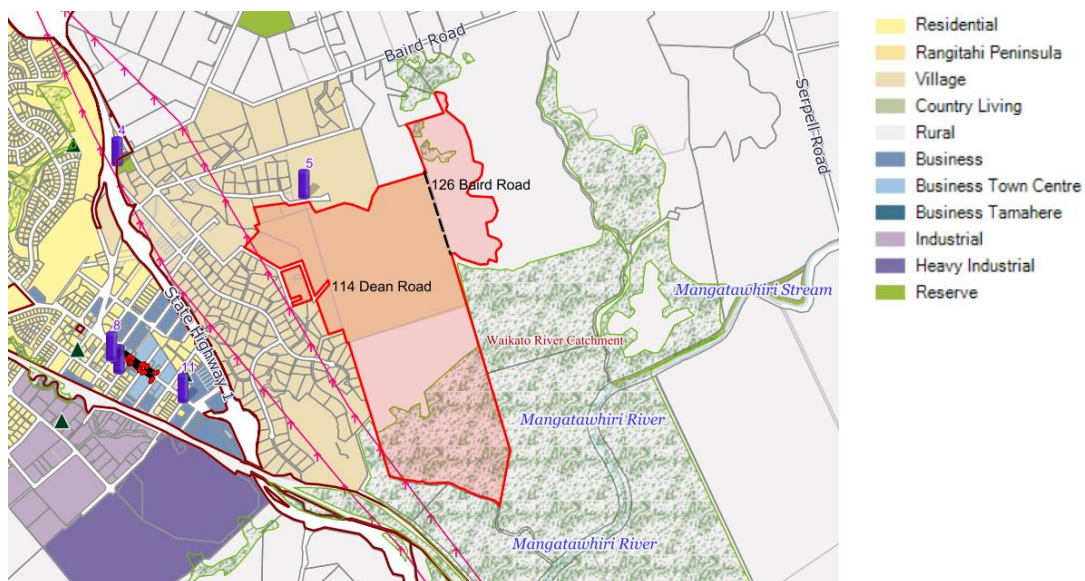 Baird Road
Serpell Road
4
5
126 Baird Road
114 Dean Road
Mangatawhiri Stream
State Highway 1
Waikato River Catchment
8
11
Mangatawhiri River
Mangatawhiri River
Residential
Rangitahi Peninsula
Village
Country Living
Rural
Business
Business Town Centre
Business Tamahere
Industrial
Heavy Industrial
Reserve